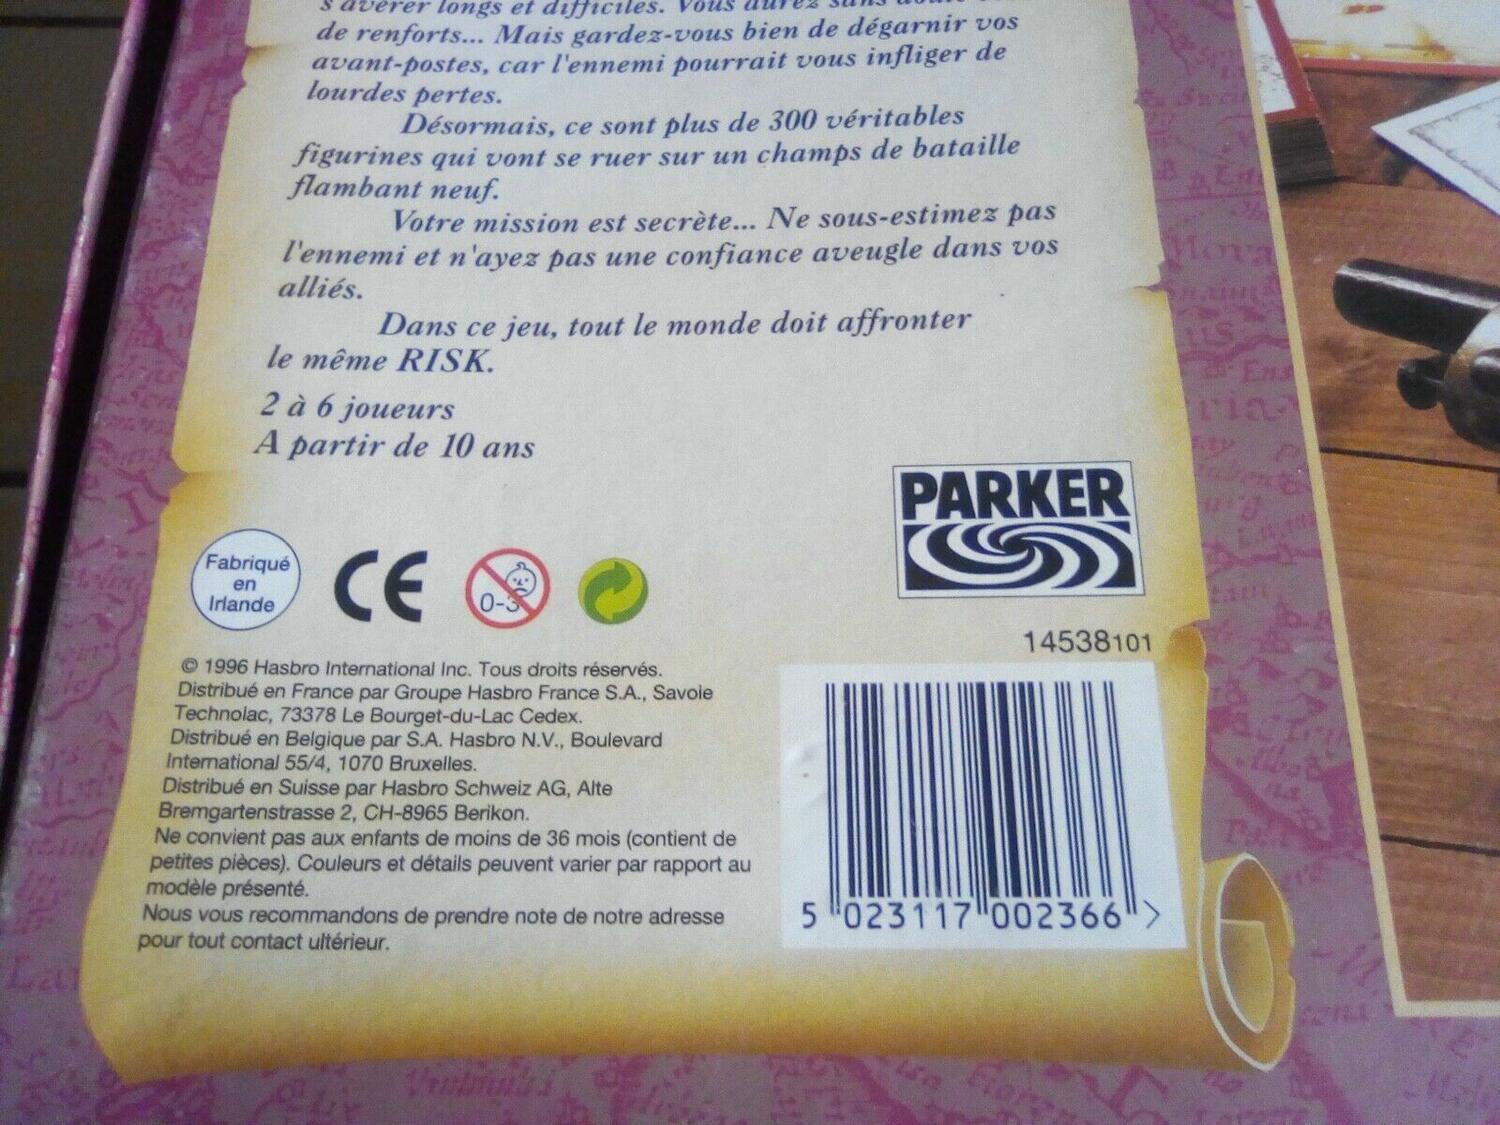 s'avérer longs et difficiles. Vous aurez sans doute
de renforts... Mais gardez-vous bien de dégarnir vos
avant-postes, car l'ennemi pourrait vous infliger de
lourdes pertes.
Désormais, ce sont plus de 300 véritables
figurines qui vont se ruer sur un champs de bataille
flambant neuf.
Votre mission est secrète... Ne sous-estimez pas
l'ennemi et n'ayez pas une confiance aveugle dans vos
alliés.
Dans ce jeu, tout le monde doit affronter
le même RISK.
2 à 6 joueurs
A partir de 10 ans
PARKER
Fabriqué
en
Irlande
CE
0-3
14538101
© 1996 Hasbro International Inc. Tous droits réservés.
Distribué en France par Groupe Hasbro France S.A., Savoie
Technolac, 73378 Le Bourget-du-Lac Cedex.
Distribué en Belgique par S.A. Hasbro N.V., Boulevard
International 55/4, 1070 Bruxelles.
Distribué en Suisse par Hasbro Schweiz AG, Alte
Bremgartenstrasse 2, CH-8965 Berikon.
Ne convient pas aux enfants de moins de 36 mois (contient de
petites pièces). Couleurs et détails peuvent varier par rapport au
modèle présenté.
Nous vous recommandons de prendre note de notre adresse
pour tout contact ultérieur.
5 023117 002366 >